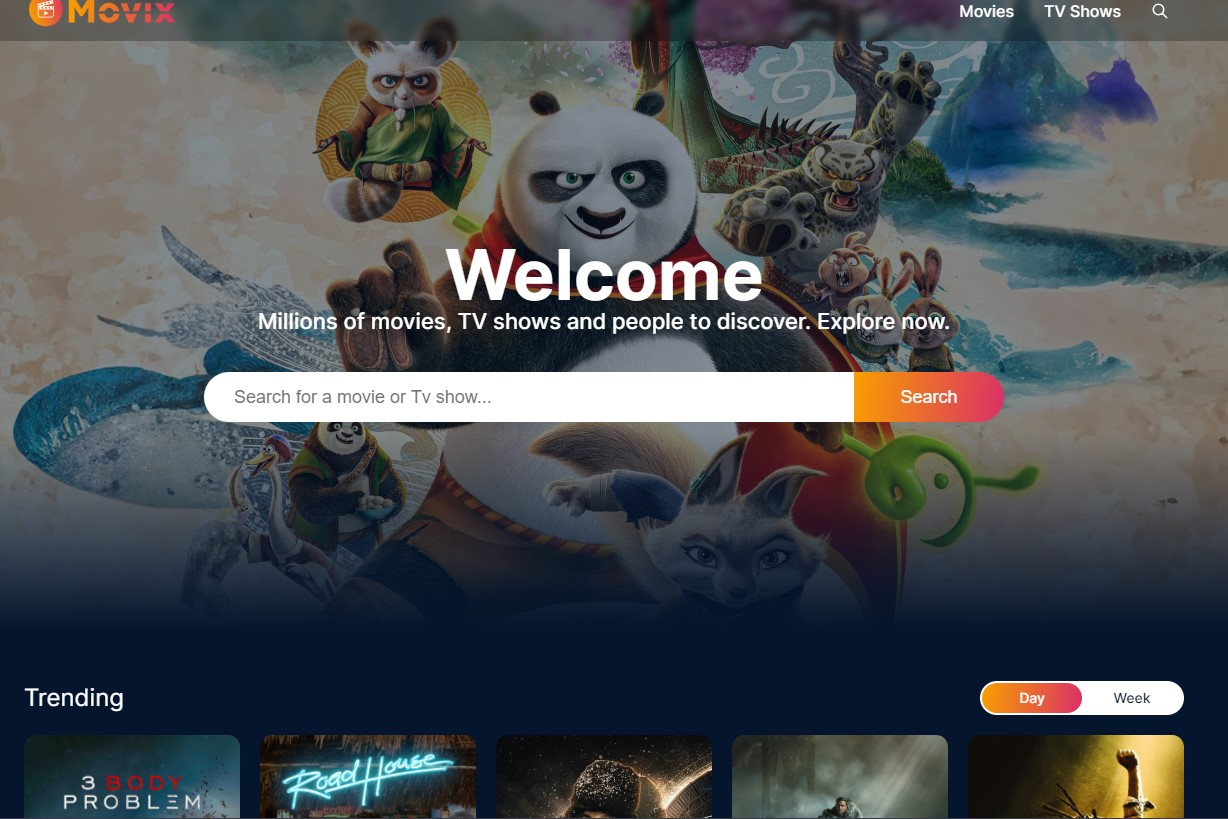 Movix
Movies
TV Shows
Welcome
Millions of movies, TV shows and people to discover. Explore now.
Search for a movie or Tv show...
Search
Trending
Day
Week
3 BODY
PROBLEM
Road House